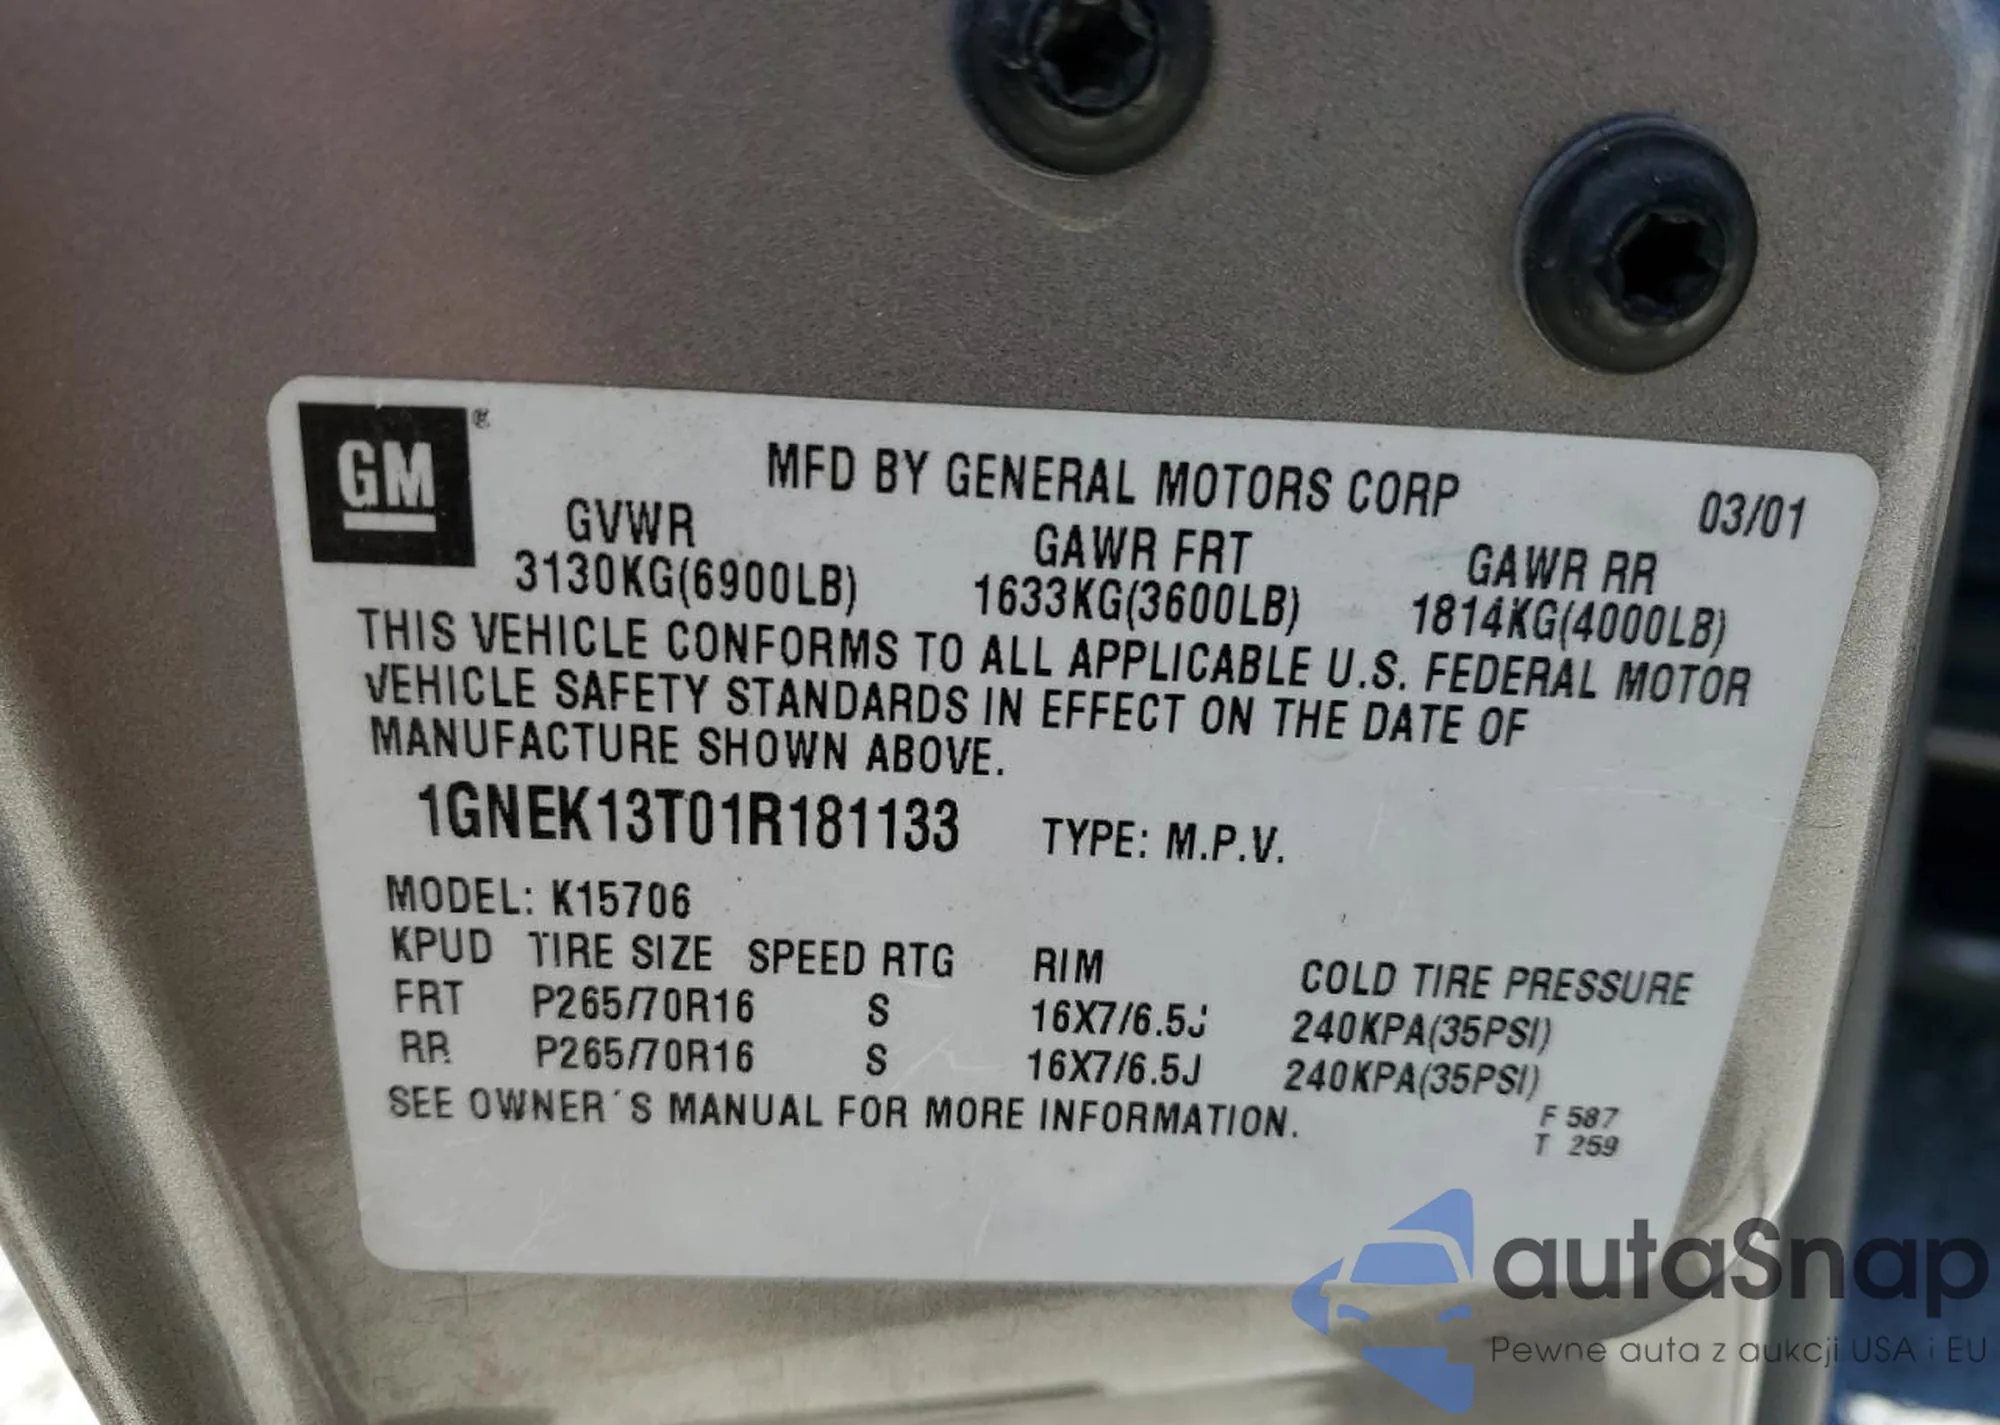 GM®
MFD BY GENERAL MOTORS CORP 03/01
GVWR GAWR FRT GAWR RR
3130KG(6900LB) 1633KG(3600LB) 1814KG(4000LB)
THIS VEHICLE CONFORMS TO ALL APPLICABLE U.S. FEDERAL MOTOR
VEHICLE SAFETY STANDARDS IN EFFECT ON THE DATE OF
MANUFACTURE SHOWN ABOVE.
1GNEK13T01R181133 TYPE: M.P.V.
MODEL: K15706
KPUD TIRE SIZE SPEED RTG RIM COLD TIRE PRESSURE
FRT P265/70R16 S 16X7/6.5J 240KPA(35PSI)
RR P265/70R16 S 16X7/6.5J 240KPA(35PSI)
SEE OWNER´S MANUAL FOR MORE INFORMATION.
F 587
T 259
autaSnap
Pewne auta z aukcji USA i EU